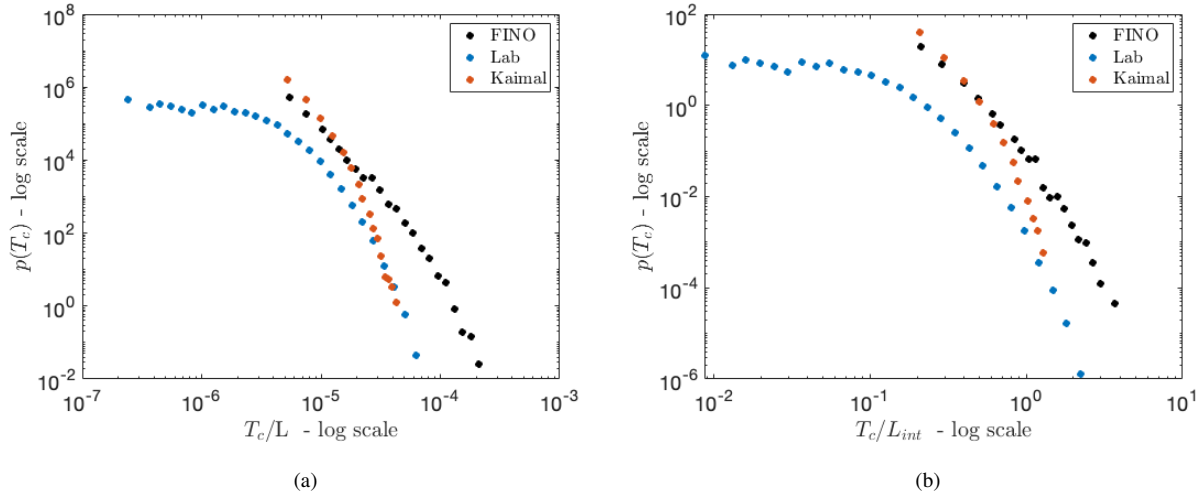 10^8
10^6
10^4
10^2
10^0
10^-2
p(T_c) - log scale
10^-7
10^-6
10^-5
10^-4
10^-3
T_c/L - log scale
FINO
Lab
Kaimal
(a)
10^2
10^0
10^-2
10^-4
10^-6
p(T_c) - log scale
10^-2
10^-1
10^0
10^1
T_c/L_int - log scale
FINO
Lab
Kaimal
(b)